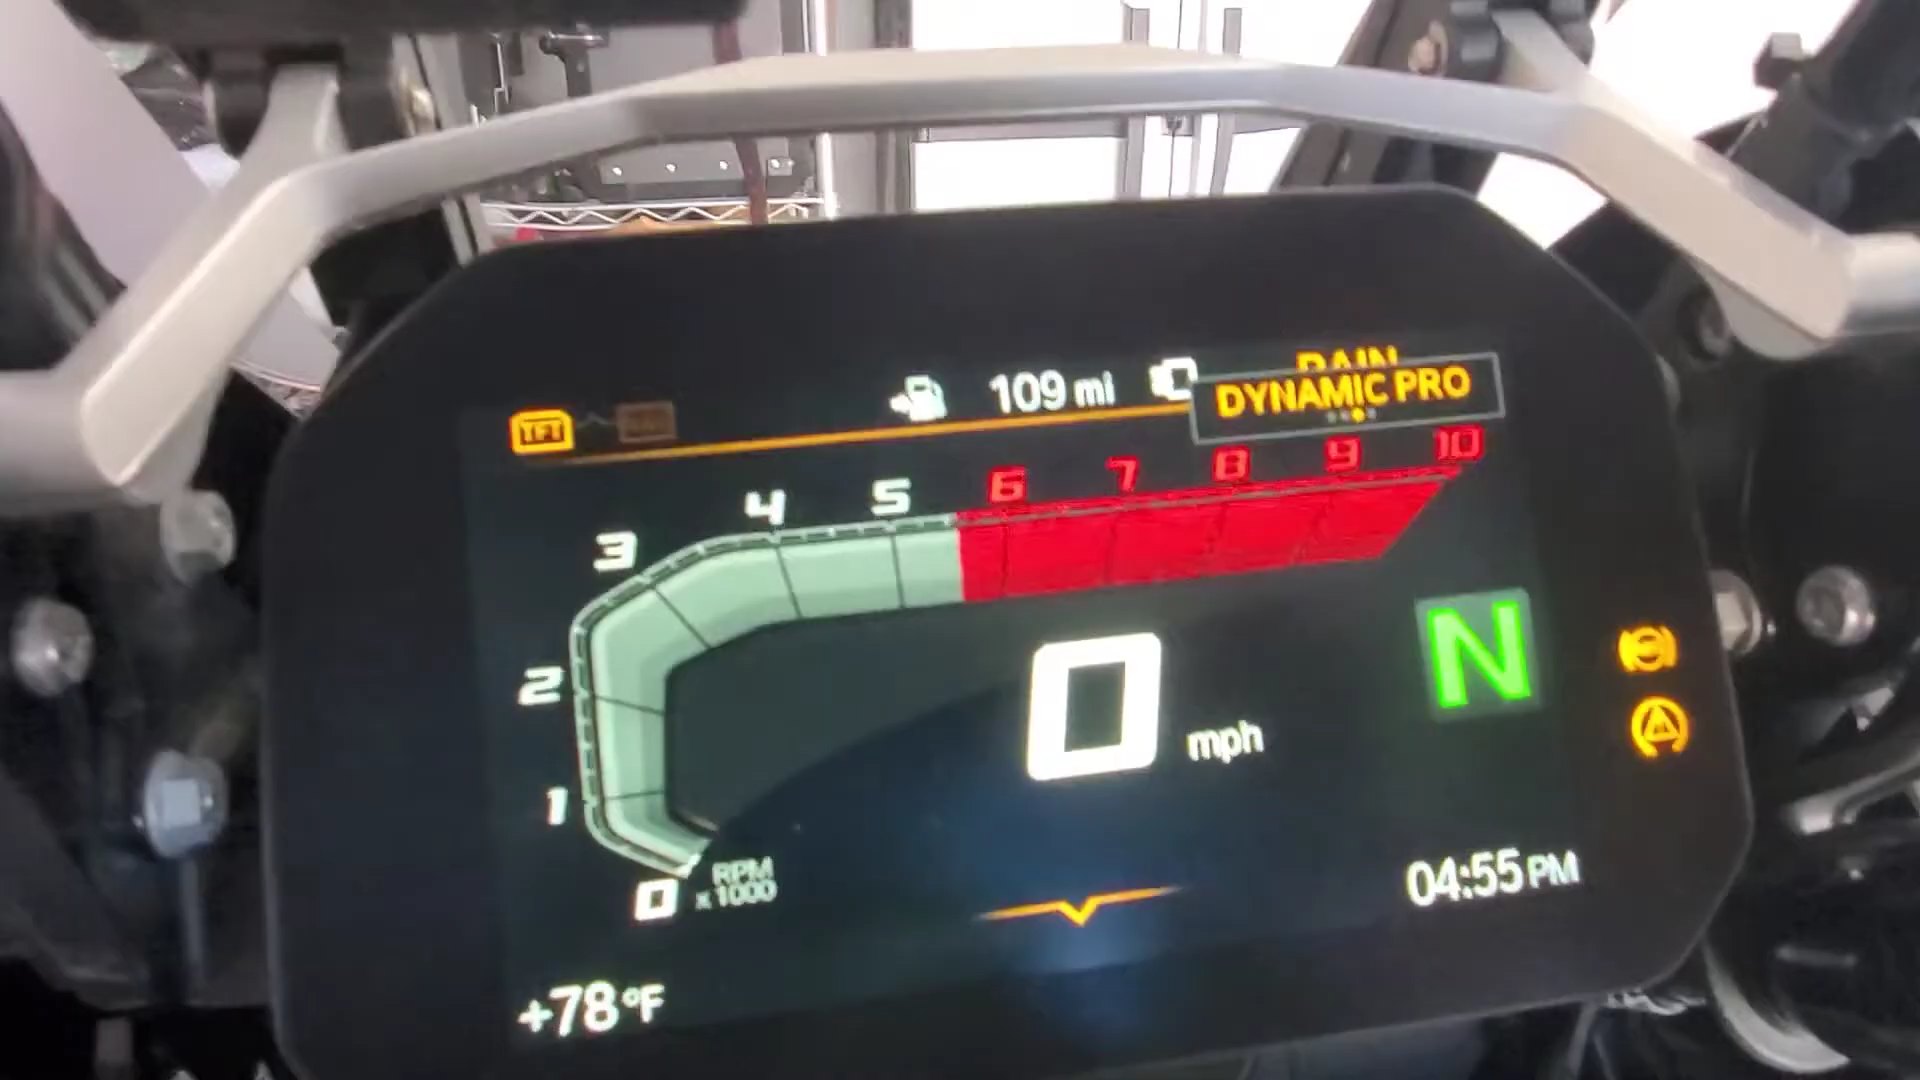 109 mi
RAIN
DYNAMIC PRO
TFT
3 4 5 6 7 8 9 10
2
1
0
RPM
x 1000
0 mph
N
04:55 PM
+78°F